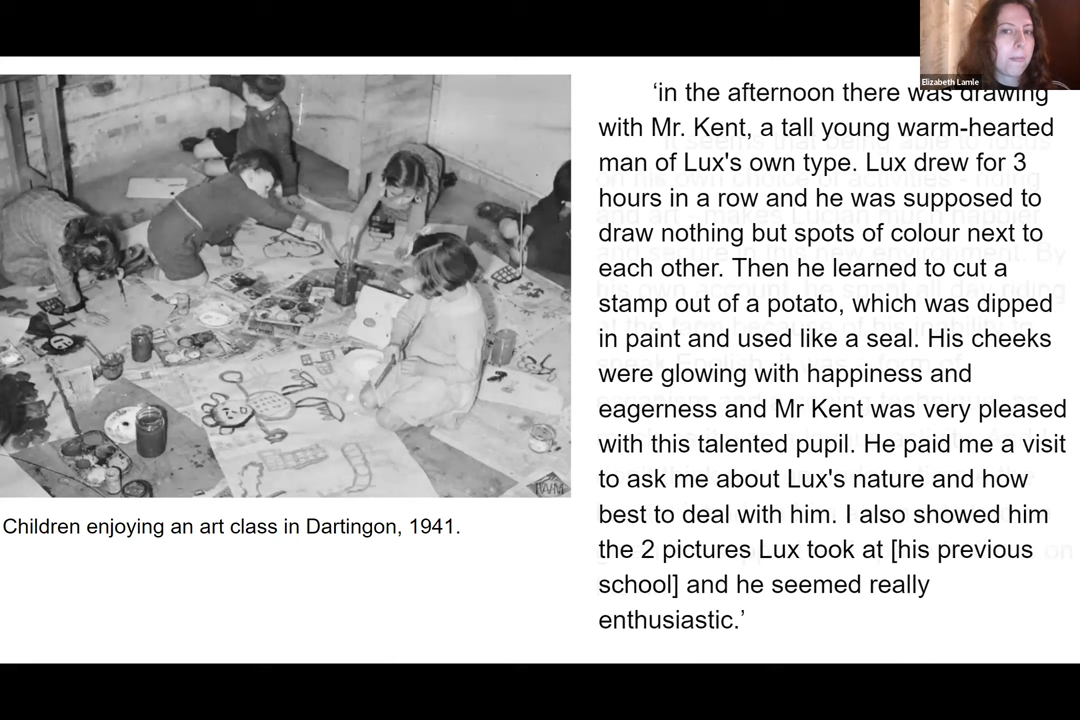 Elizabeth Lamle
‘in the afternoon there was drawing
with Mr. Kent, a tall young warm-hearted
man of Lux's own type. Lux drew for 3
hours in a row and he was supposed to
draw nothing but spots of colour next to
each other. Then he learned to cut a
stamp out of a potato, which was dipped
in paint and used like a seal. His cheeks
were glowing with happiness and
eagerness and Mr Kent was very pleased
with this talented pupil. He paid me a visit
to ask me about Lux's nature and how
best to deal with him. I also showed him
the 2 pictures Lux took at [his previous
school] and he seemed really
enthusiastic.’
IWM
Children enjoying an art class in Dartingon, 1941.